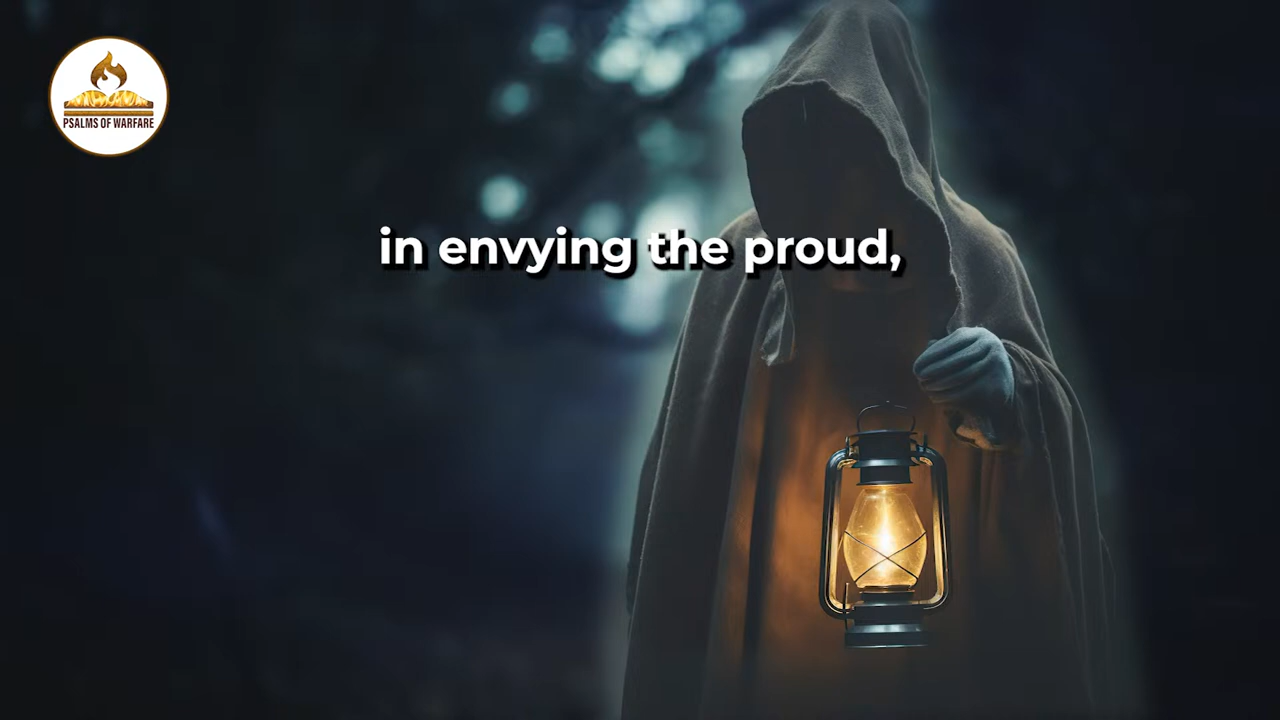 PSALMS OF WARFARE
in envying the proud,